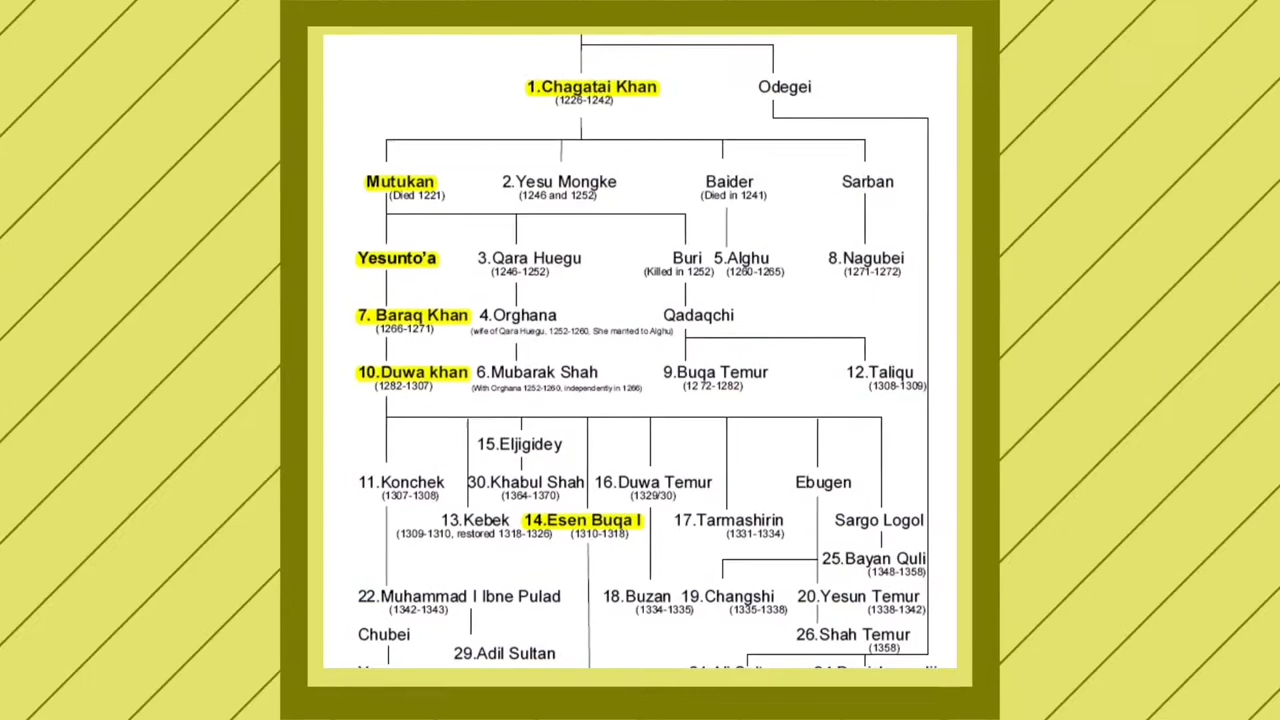 1.Chagatai Khan Odegei
(1226-1242)
Mutukan 2.Yesu Mongke Baider Sarban
(Died 1221) (1246 and 1252) (Died in 1241)
Yesunto'a 3.Qara Huegu Buri 5.Alghu 8.Nagubei
(1246-1252) (Killed in 1252) (1260-1265) (1271-1272)
7. Baraq Khan 4.Orghana Qadaqchi
(1266-1271) (wife of Qara Huegu, 1252-1260, She married to Alghu)
10.Duwa khan 6.Mubarak Shah 9.Buqa Temur 12.Taliqu
(1282-1307) (With Orghana 1252-1260, independently in 1266) (12 72-1282) (1308-1309)
15.Eljigidey
11.Konchek 30.Khabul Shah 16.Duwa Temur Ebugen
(1307-1308) (1364-1370) (1329/30)
13.Kebek 14.Esen Buqa I 17.Tarmashirin Sargo Logol
(1309-1310, restored 1318-1326) (1310-1318) (1331-1334)
25.Bayan Quli
(1348-1358)
22.Muhammad I Ibne Pulad 18.Buzan 19.Changshi 20.Yesun Temur
(1342-1343) (1334-1335) (1335-1338) (1338-1342)
Chubei 26.Shah Temur
(1358)
29.Adil Sultan